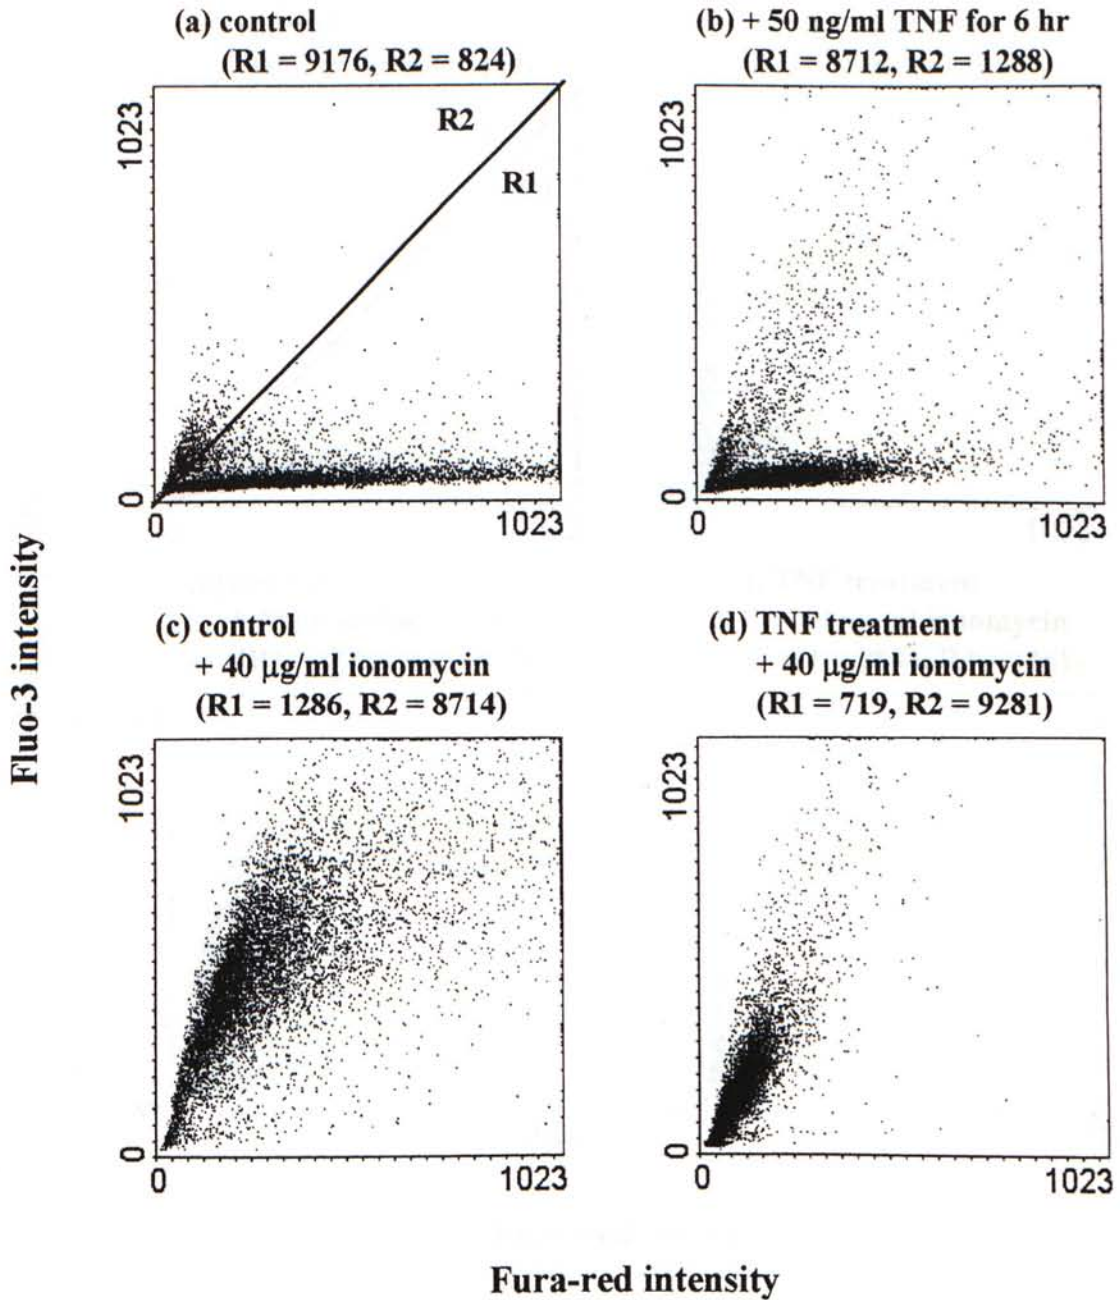 (a) control
(R1 = 9176, R2 = 824)
1023
R2
R1
0
0
1023
(b) + 50 ng/ml TNF for 6 hr
(R1 = 8712, R2 = 1288)
1023
0
0
1023
Fluo-3 intensity
(c) control
+ 40 µg/ml ionomycin
(R1 = 1286, R2 = 8714)
1023
0
0
1023
(d) TNF treatment
+ 40 µg/ml ionomycin
(R1 = 719, R2 = 9281)
1023
0
0
1023
Fura-red intensity